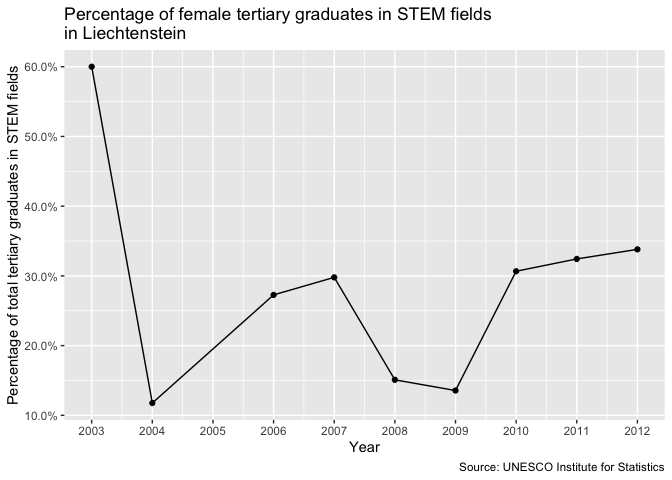 Percentage of female tertiary graduates in STEM fields
in Liechtenstein
Percentage of total tertiary graduates in STEM fields
60.0%
50.0%
40.0%
30.0%
20.0%
10.0%
2003 2004 2005 2006 2007 2008 2009 2010 2011 2012
Year
Source: UNESCO Institute for Statistics